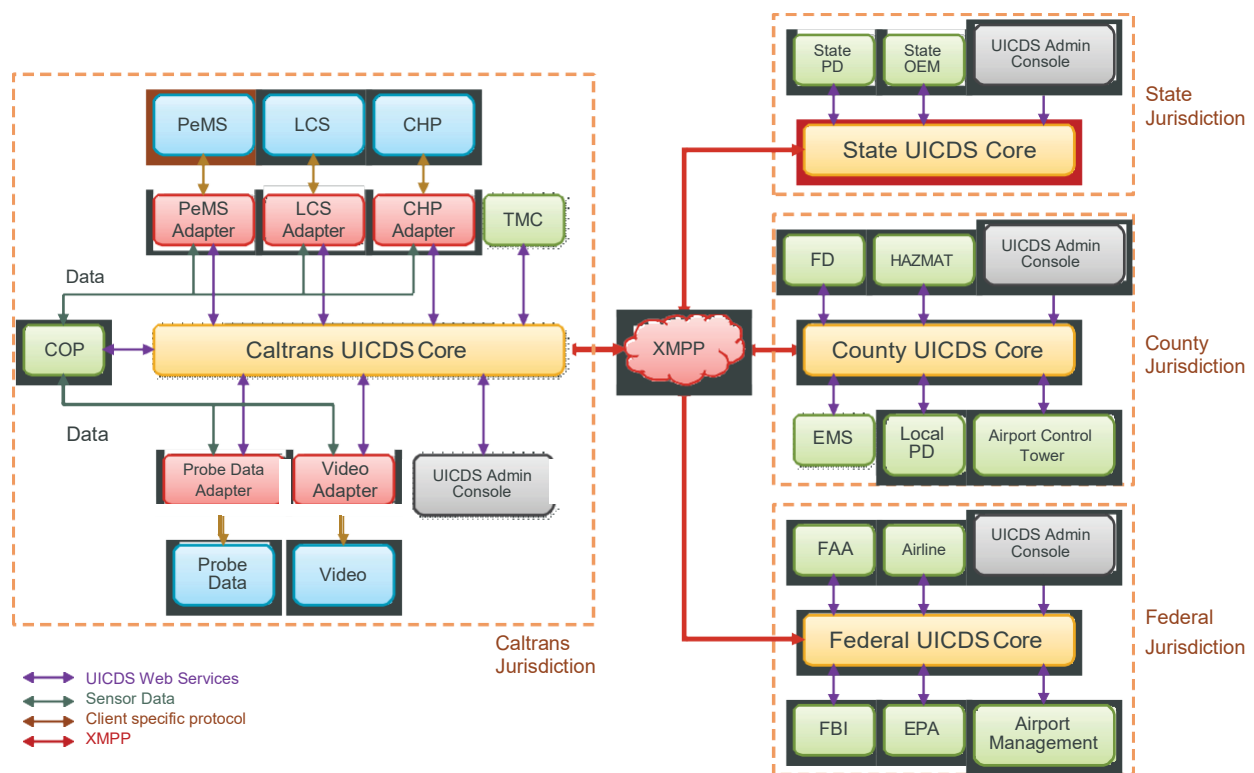 PeMS
LCS
CHP
PeMS
Adapter
LCS
Adapter
CHP
Adapter
TMC
Data
COP
Caltrans UICDS Core
Data
Probe Data
Adapter
Video
Adapter
UICDS Admin
Console
Probe
Data
Video
Caltrans
Jurisdiction
UICDS Web Services
Sensor Data
Client specific protocol
XMPP
XMPP
State
PD
State
OEM
UICDS Admin
Console
State UICDS Core
State
Jurisdiction
FD
HAZMAT
UICDS Admin
Console
County UICDS Core
EMS
Local
PD
Airport Control
Tower
County
Jurisdiction
FAA
Airline
UICDS Admin
Console
Federal UICDS Core
FBI
EPA
Airport
Management
Federal
Jurisdiction